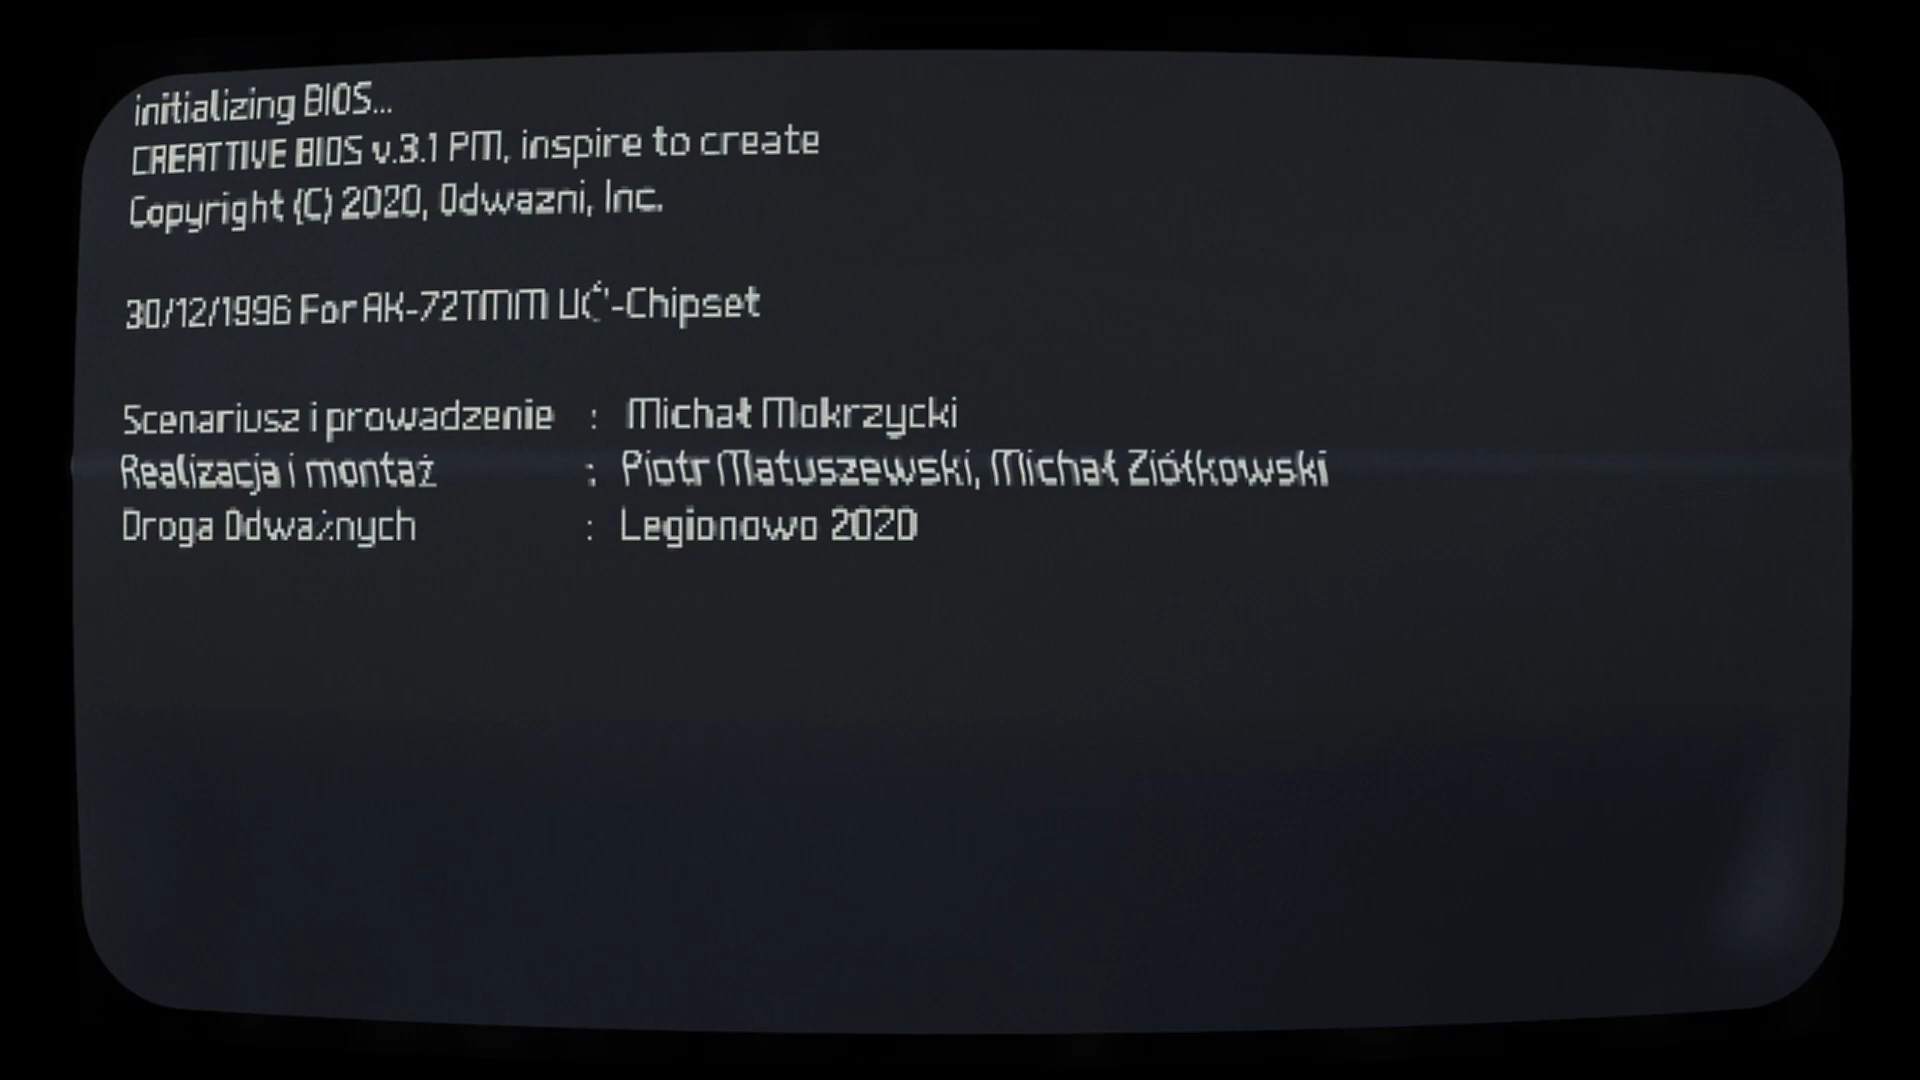 initializing BIOS...
CREATTIVE BIOS v.3.1 PM, inspire to create
Copyright (C) 2020, Odwazni, Inc.
30/12/1996 For AK-72TMM -Chipset
Scenariusz i prowadzenie : Michał Mokrzycki
Realizacja i montaż : Piotr Matuszewski, Michał Ziółkowski
Droga Odważnych : Legionowo 2020